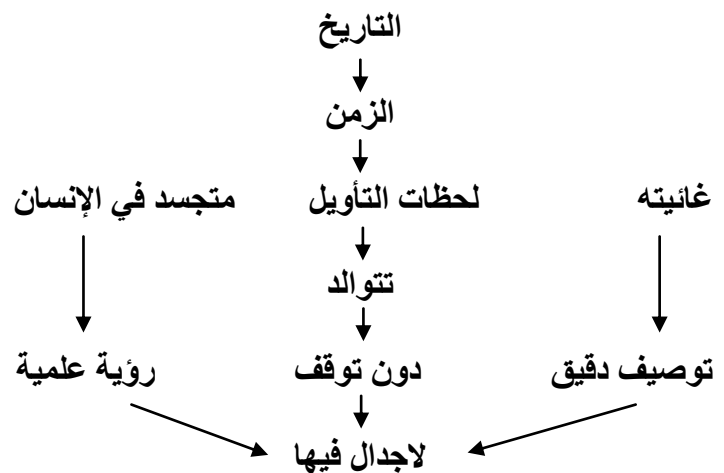 التاريخ
الزمن
غائيته لحظات التأويل متجسد في الإنسان
تتوالد
توصيف دقيق دون توقف رؤية علمية
لاجدال فيها